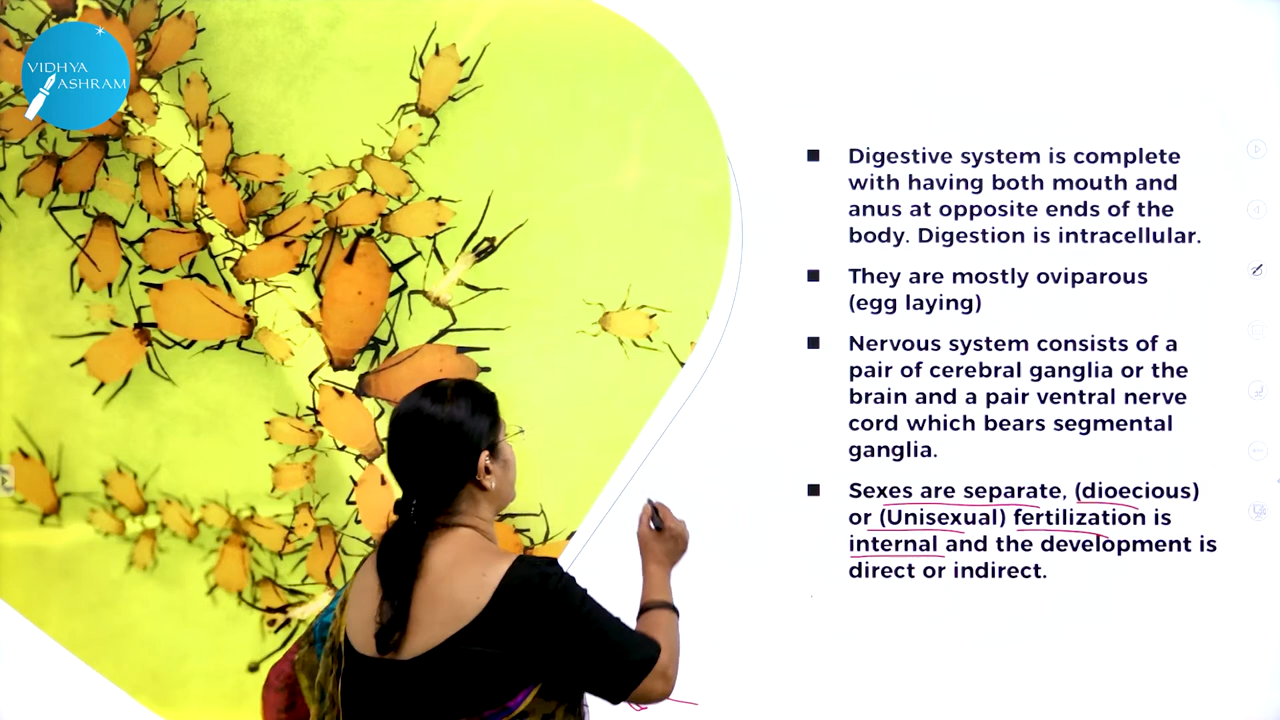 VIDHYA
ASHRAM
Digestive system is complete
with having both mouth and
anus at opposite ends of the
body. Digestion is intracellular.
They are mostly oviparous
(egg laying)
Nervous system consists of a
pair of cerebral ganglia or the
brain and a pair ventral nerve
cord which bears segmental
ganglia.
Sexes are separate, (dioecious)
or (Unisexual) fertilization is
internal and the development is
direct or indirect.